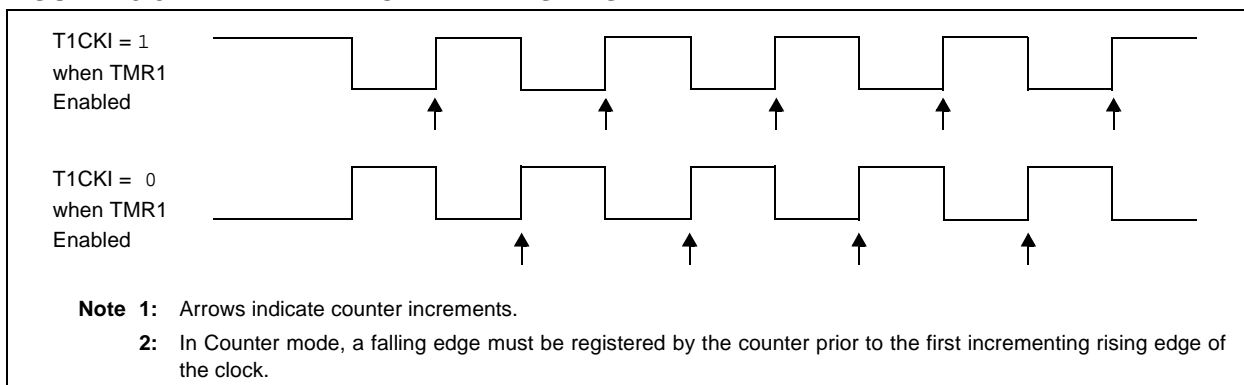 T1CKI = 1
when TMR1
Enabled
T1CKI = 0
when TMR1
Enabled
Note 1: Arrows indicate counter increments.
2: In Counter mode, a falling edge must be registered by the counter prior to the first incrementing rising edge of
the clock.